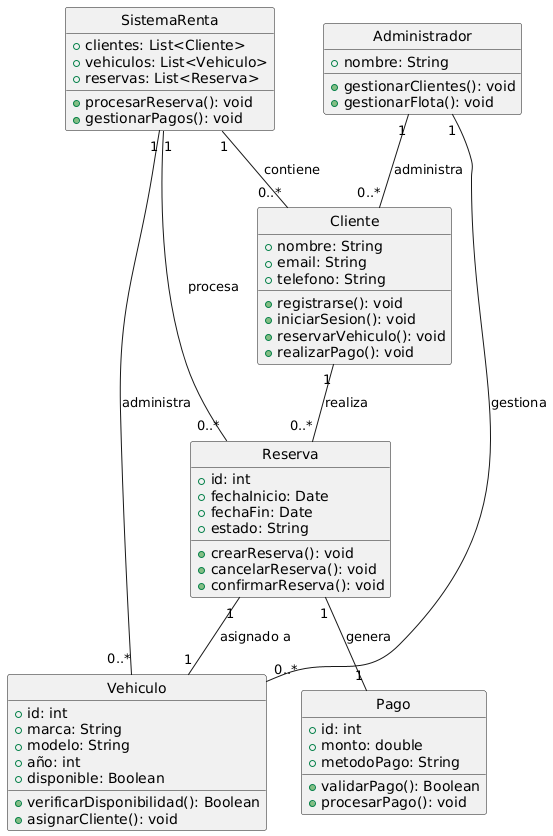 SistemaRenta
clientes: List<Cliente>
vehiculos: List<Vehiculo>
reservas: List<Reserva>
procesarReserva(): void
gestionarPagos(): void
Administrador
nombre: String
gestionarClientes(): void
gestionarFlota(): void
1
1
1
1
1
contiene
administra
0..*
0..*
Cliente
nombre: String
email: String
telefono: String
registrarse(): void
iniciarSesion(): void
reservarVehiculo(): void
realizarPago(): void
procesa
1
administra
realiza
gestiona
0..*
0..*
Reserva
id: int
fechaInicio: Date
fechaFin: Date
estado: String
crearReserva(): void
cancelarReserva(): void
confirmarReserva(): void
1
1
asignado a
genera
0..*
1
0..*
1
Vehiculo
id: int
marca: String
modelo: String
año: int
disponible: Boolean
verificarDisponibilidad(): Boolean
asignarCliente(): void
Pago
id: int
monto: double
metodoPago: String
validarPago(): Boolean
procesarPago(): void